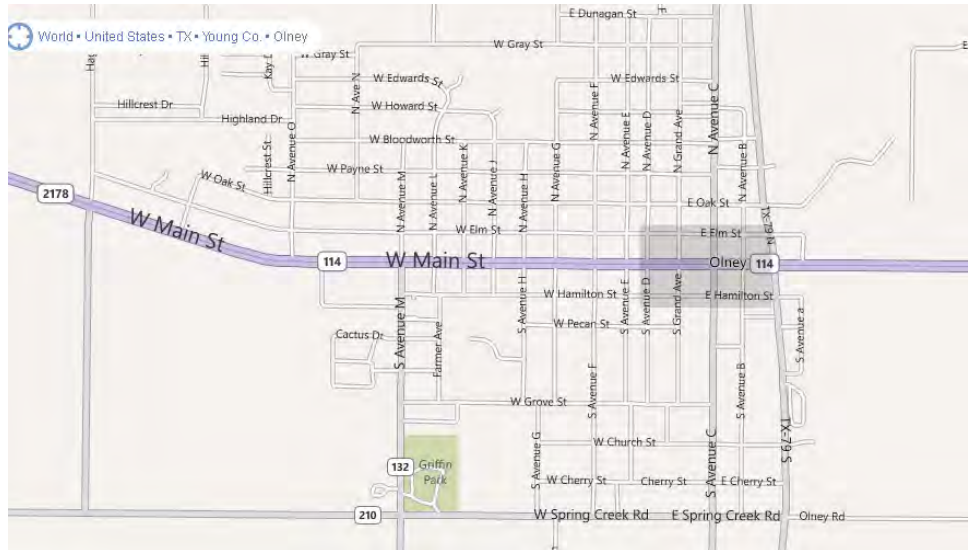 World • United States • TX • Young Co. • Olney
E Dunagan St
W Gray St
W Gray St
Kay
W Edwards St
W Edwards St
N Ave N
Hillcrest Dr
W Howard St
Highland Dr
W Bloodworth St
N Avenue F
N Avenue E
N Avenue D
N Grand Ave
N Avenue C
N Avenue B
Hillcrest St
N Avenue O
W Payne St
N Avenue M
N Avenue L
N Avenue K
N Avenue J
N Avenue H
N Avenue G
W Oak St
E Oak St
2178
W Main St
W Elm St
E Elm St
TX-79 N
114
W Main St
Olney
114
W Hamilton St
E Hamilton St
S Avenue H
S Avenue E
S Avenue D
S Grand Ave
W Pecan St
S Avenue a
Cactus Dr
S Avenue M
Farmer Ave
S Avenue F
S Avenue B
W Grove St
S Avenue G
W Church St
S Avenue C
TX-79 S
132
Griffin
Park
W Cherry St
Cherry St
E Cherry St
210
W Spring Creek Rd
E Spring Creek Rd
Olney Rd